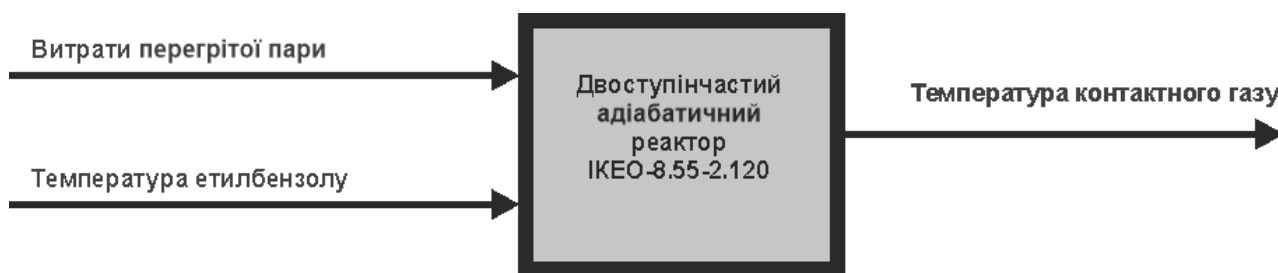 Витрати перегрітої пари
Температура етилбензолу
Двоступінчастий
адіабатичний
реактор
ІКЕО-8.55-2.120
Температура контактного газу